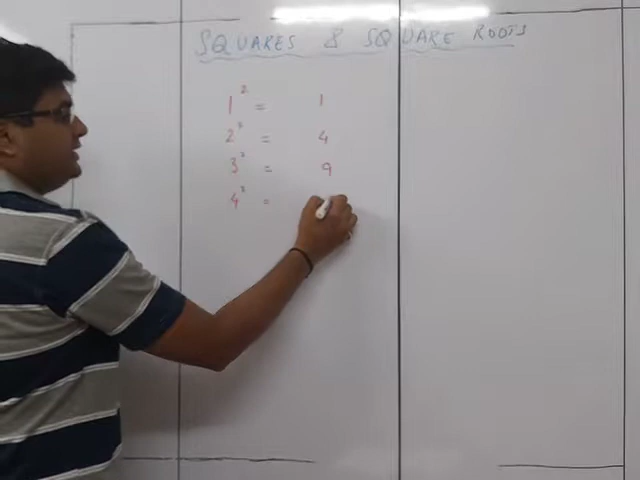 SQUARES & SQUARE ROOTS
1² = 1
2² = 4
3² = 9
4² =